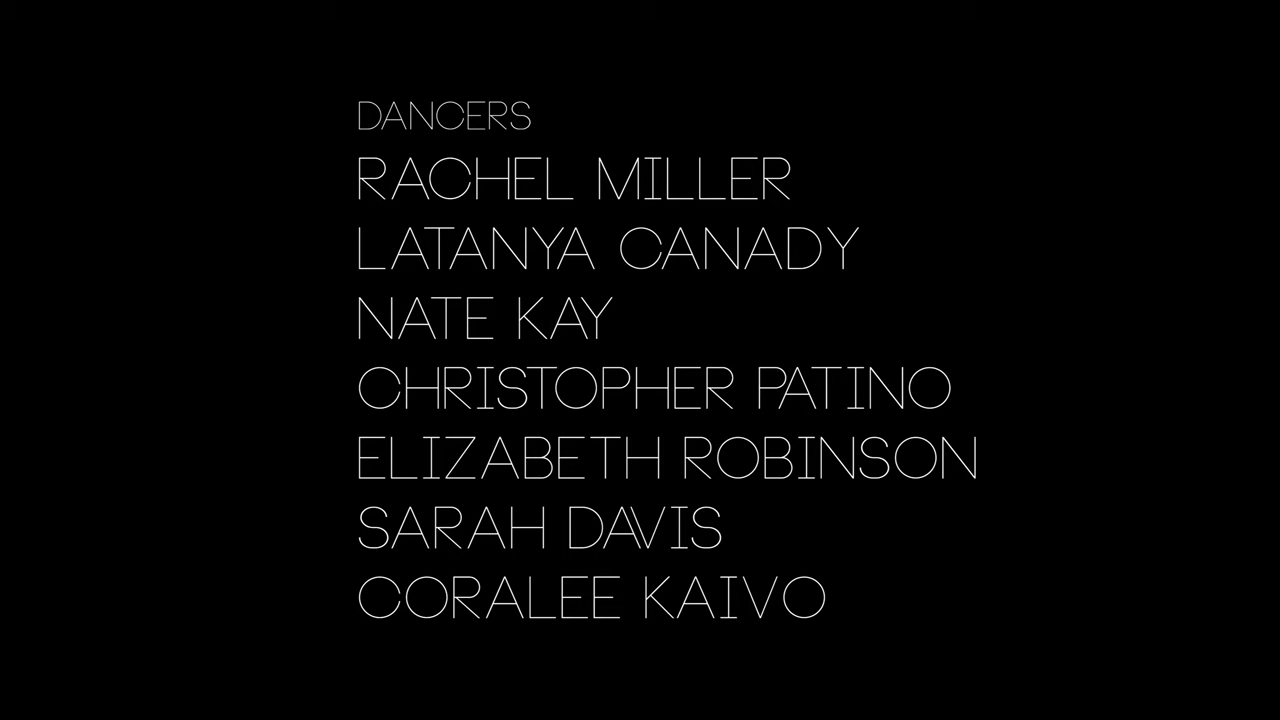 DANCERS
RACHEL MILLER
LATANYA CANADY
NATE KAY
CHRISTOPHER PATINO
ELIZABETH ROBINSON
SARAH DAVIS
CORALEE KAIVO